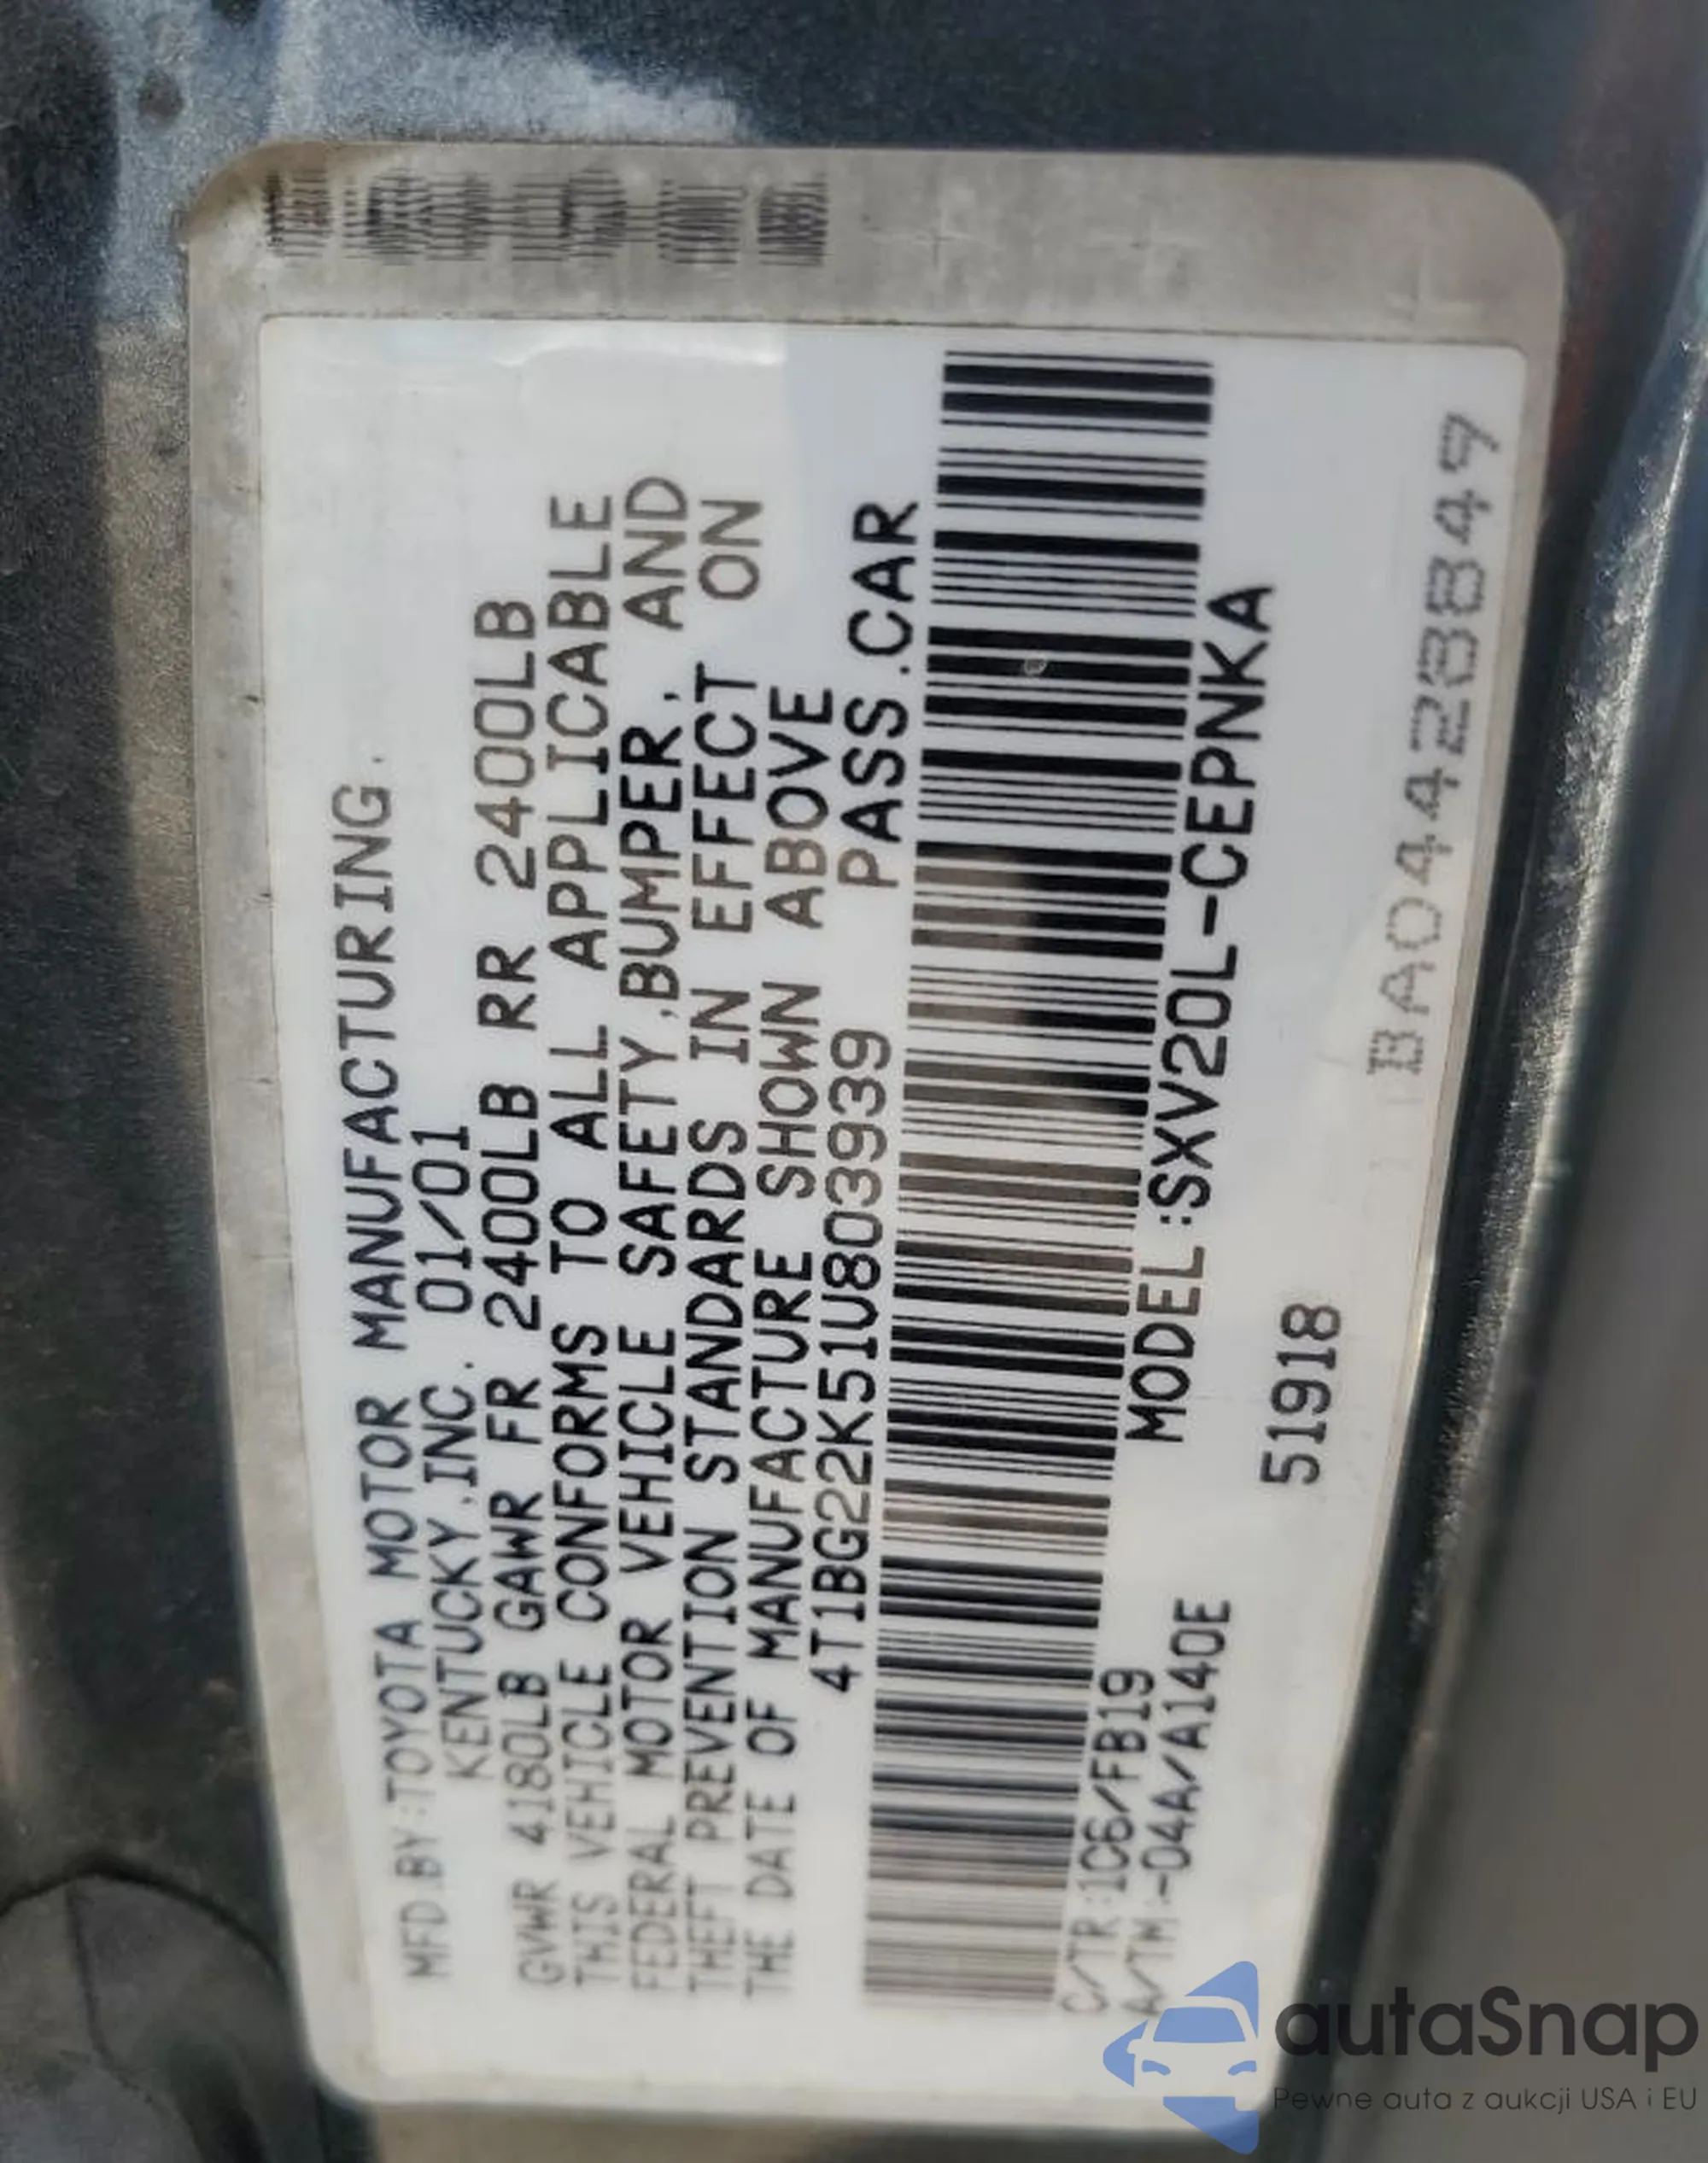 MFD.BY:TOYOTA MOTOR MANUFACTURING.
KENTUCKY,INC. 01/01
GVWR 4180LB GAWR FR 2400LB RR 2400LB
THIS VEHICLE CONFORMS TO ALL APPLICABLE
FEDERAL MOTOR VEHICLE SAFETY,BUMPER, AND
THEFT PREVENTION STANDARDS IN EFFECT ON
THE DATE OF MANUFACTURE SHOWN ABOVE
4T1BG22K51U803939 PASS.CAR
C/TR:1C6/FB19 MODEL:SXV20L-CEPNKA
A/TM:-04A/A140E
51918
BA04428847
autaSnap
Pewne auta z aukcji USA i EU